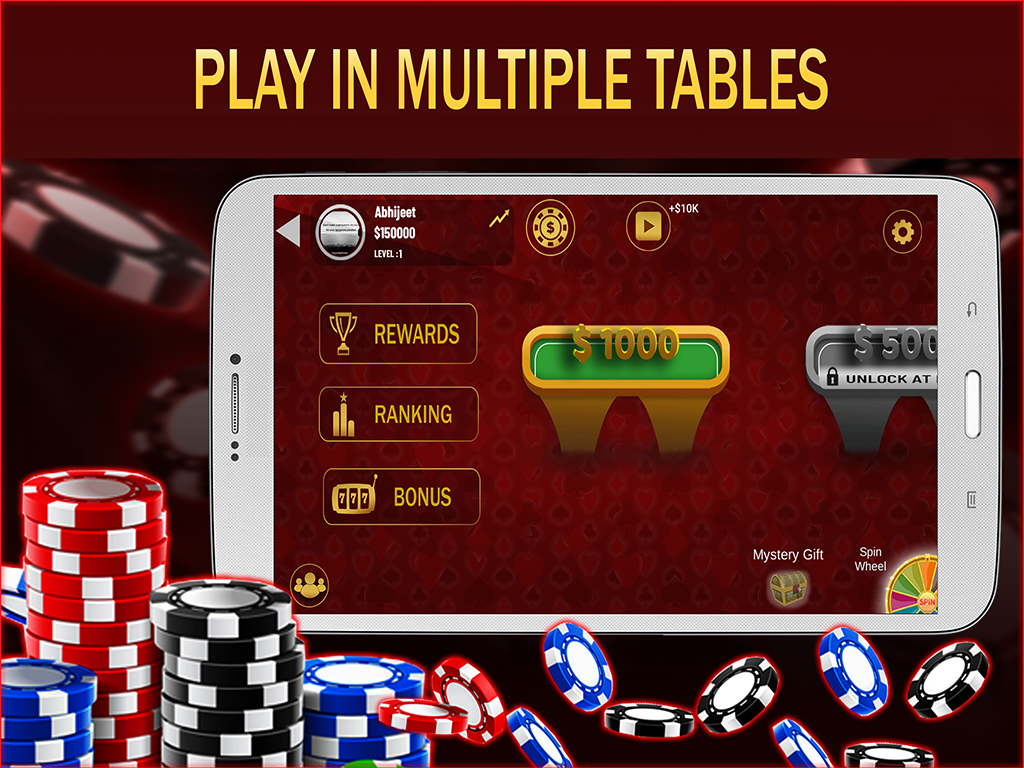 PLAY IN MULTIPLE TABLES
Abhijeet
$150000
LEVEL :1
$
+$10K
REWARDS
RANKING
777
BONUS
$ 1000
$ 500
UNLOCK AT
Mystery Gift
Spin
Wheel
SPIN